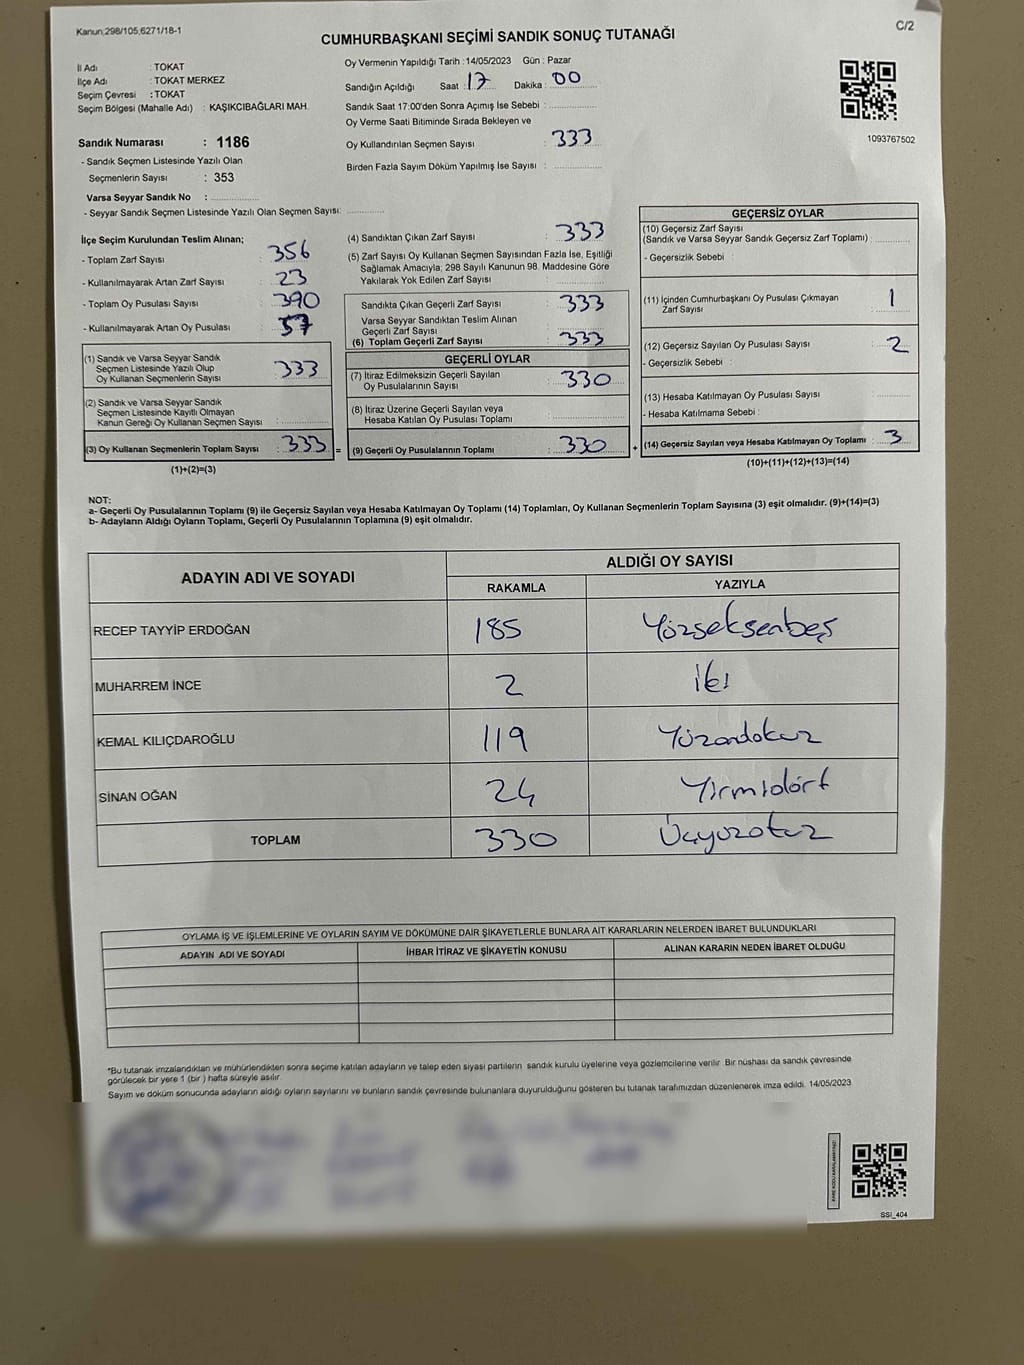 Kanun,298/105,6271/18-1
C/2
CUMHURBAŞKANI SEÇİMİ SANDIK SONUÇ TUTANAĞI
İl Adı : TOKAT
İlçe Adı : TOKAT MERKEZ
Seçim Çevresi : TOKAT
Seçim Bölgesi (Mahalle Adı) : KAŞIKCIBAĞLARI MAH.
Sandık Numarası : 1186
- Sandık Seçmen Listesinde Yazılı Olan
Seçmenlerin Sayısı : 353
Varsa Seyyar Sandık No :
- Seyyar Sandık Seçmen Listesinde Yazılı Olan Seçmen Sayısı:
Oy Vermenin Yapıldığı Tarih : 14/05/2023 Gün : Pazar
Sandığın Açıldığı Saat : 17 Dakika : 00
Sandık Saat 17:00'den Sonra Açımış İse Sebebi :
Oy Verme Saati Bitiminde Sırada Bekleyen ve
Oy Kullandırılan Seçmen Sayısı : 333
Birden Fazla Sayım Döküm Yapılmış İse Sayısı :
1093767502
İlçe Seçim Kurulundan Teslim Alınan;
- Toplam Zarf Sayısı : 356
- Kullanılmayarak Artan Zarf Sayısı : 23
- Toplam Oy Pusulası Sayısı : 390
- Kullanılmayarak Artan Oy Pusulası : 57
(1) Sandık ve Varsa Seyyar Sandık
Seçmen Listesinde Yazılı Olup
Oy Kullanan Seçmenlerin Sayısı : 333
(2) Sandık ve Varsa Seyyar Sandık
Seçmen Listesinde Kayıtlı Olmayan
Kanun Gereği Oy Kullanan Seçmen Sayısı :
(3) Oy Kullanan Seçmenlerin Toplam Sayısı : 333 =
(1)+(2)=(3)
(4) Sandıktan Çıkan Zarf Sayısı : 333
(5) Zarf Sayısı Oy Kullanan Seçmen Sayısından Fazla İse, Eşitliği
Sağlamak Amacıyla; 298 Sayılı Kanunun 98. Maddesine Göre
Yakılarak Yok Edilen Zarf Sayısı :
Sandıkta Çıkan Geçerli Zarf Sayısı : 333
Varsa Seyyar Sandıktan Teslim Alınan
Geçerli Zarf Sayısı :
(6) Toplam Geçerli Zarf Sayısı : 333
GEÇERLİ OYLAR
(7) İtiraz Edilmeksizin Geçerli Sayılan
Oy Pusulalarının Sayısı : 330
(8) İtiraz Üzerine Geçerli Sayılan veya
Hesaba Katılan Oy Pusulası Toplamı :
(9) Geçerli Oy Pusulalarının Toplamı : 330 +
GEÇERSİZ OYLAR
(10) Geçersiz Zarf Sayısı
(Sandık ve Varsa Seyyar Sandık Geçersiz Zarf Toplamı) :
- Geçersizlik Sebebi :
(11) İçinden Cumhurbaşkanı Oy Pusulası Çıkmayan
Zarf Sayısı : 1
(12) Geçersiz Sayılan Oy Pusulası Sayısı : 2
- Geçersizlik Sebebi :
(13) Hesaba Katılmayan Oy Pusulası Sayısı :
- Hesaba Katılmama Sebebi :
(14) Geçersiz Sayılan veya Hesaba Katılmayan Oy Toplamı : 3
(10)+(11)+(12)+(13)=(14)
NOT:
a- Geçerli Oy Pusulalarının Toplamı (9) ile Geçersiz Sayılan veya Hesaba Katılmayan Oy Toplamı (14) Toplamları, Oy Kullanan Seçmenlerin Toplam Sayısına (3) eşit olmalıdır. (9)+(14)=(3)
b- Adayların Aldığı Oyların Toplamı, Geçerli Oy Pusulalarının Toplamına (9) eşit olmalıdır.
ADAYIN ADI VE SOYADI
ALDIĞI OY SAYISI
RAKAMLA YAZIYLA
RECEP TAYYİP ERDOĞAN 185 Yüzseksenbeş
MUHARREM İNCE 2 iki
KEMAL KILIÇDAROĞLU 119 Yüzondokuz
SİNAN OĞAN 24 Yirmidört
TOPLAM 330 Üçyüzotuz
OYLAMA İŞ VE İŞLEMLERİNE VE OYLARIN SAYIM VE DÖKÜMÜNE DAİR ŞİKAYETLERLE BUNLARA AİT KARARLARIN NELERDEN İBARET BULUNDUKLARI
ADAYIN ADI VE SOYADI İHBAR İTİRAZ VE ŞİKAYETİN KONUSU ALINAN KARARIN NEDEN İBARET OLDUĞU
*Bu tutanak imzalandıktan ve mühürlendikten sonra seçime katılan adayların ve talep eden siyasi partilerin sandık kurulu üyelerine veya gözlemcilerine verilir. Bir nüshası da sandık çevresinde
görülecek bir yere 1 (bir) hafta süreyle asılır.
Sayım ve döküm sonucunda adayların aldığı oyların sayılarını ve bunların sandık çevresinde bulunanlara duyurulduğunu gösteren bu tutanak tarafımızdan düzenlenerek imza edildi. 14/05/2023
SSI_404